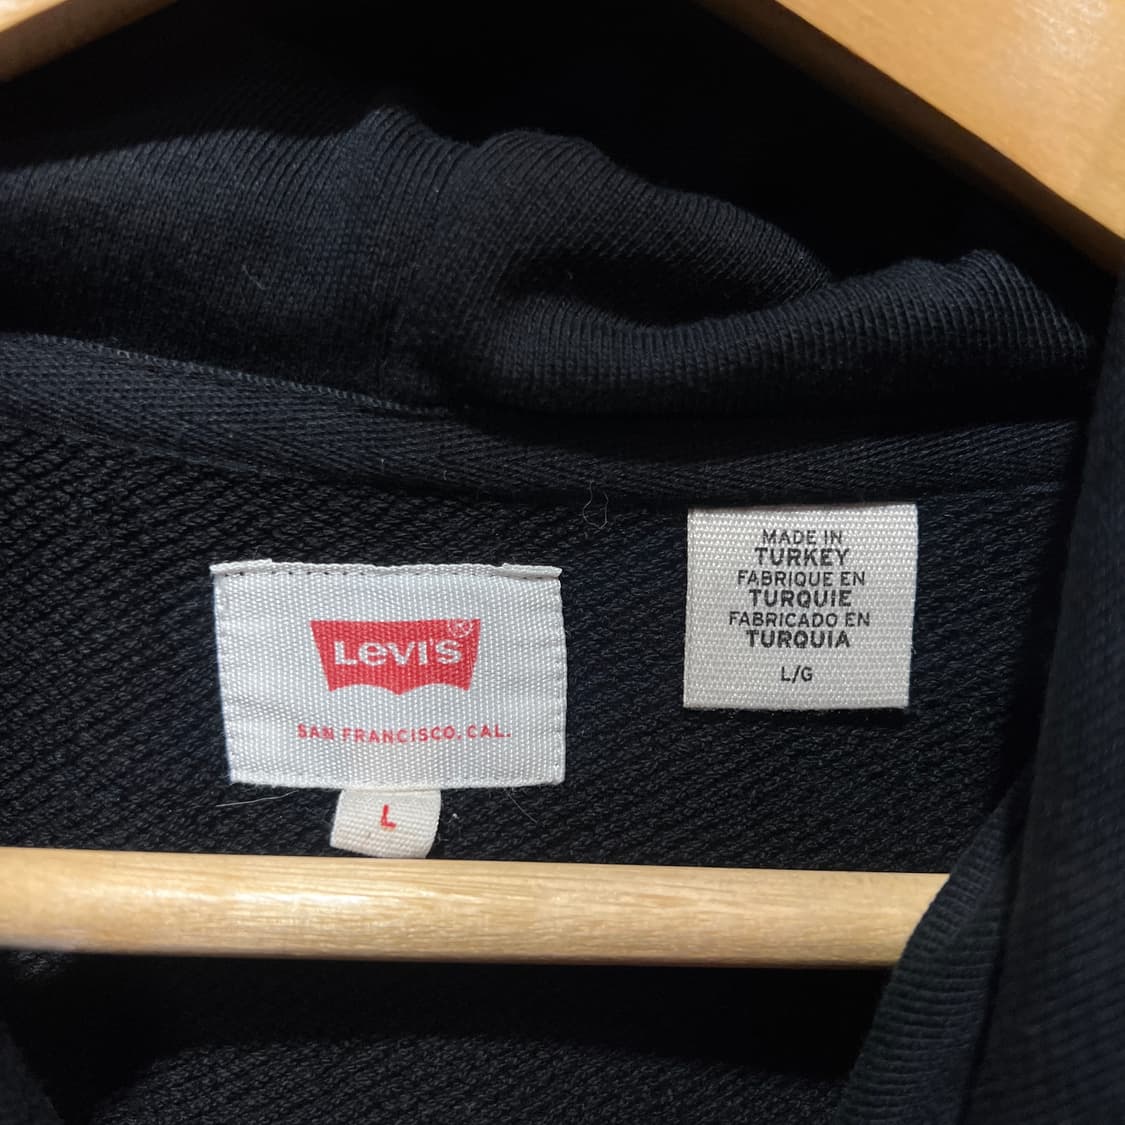 LEVI'S®
SAN FRANCISCO, CAL.
L
MADE IN
TURKEY
FABRIQUE EN
TURQUIE
FABRICADO EN
TURQUIA
L/G